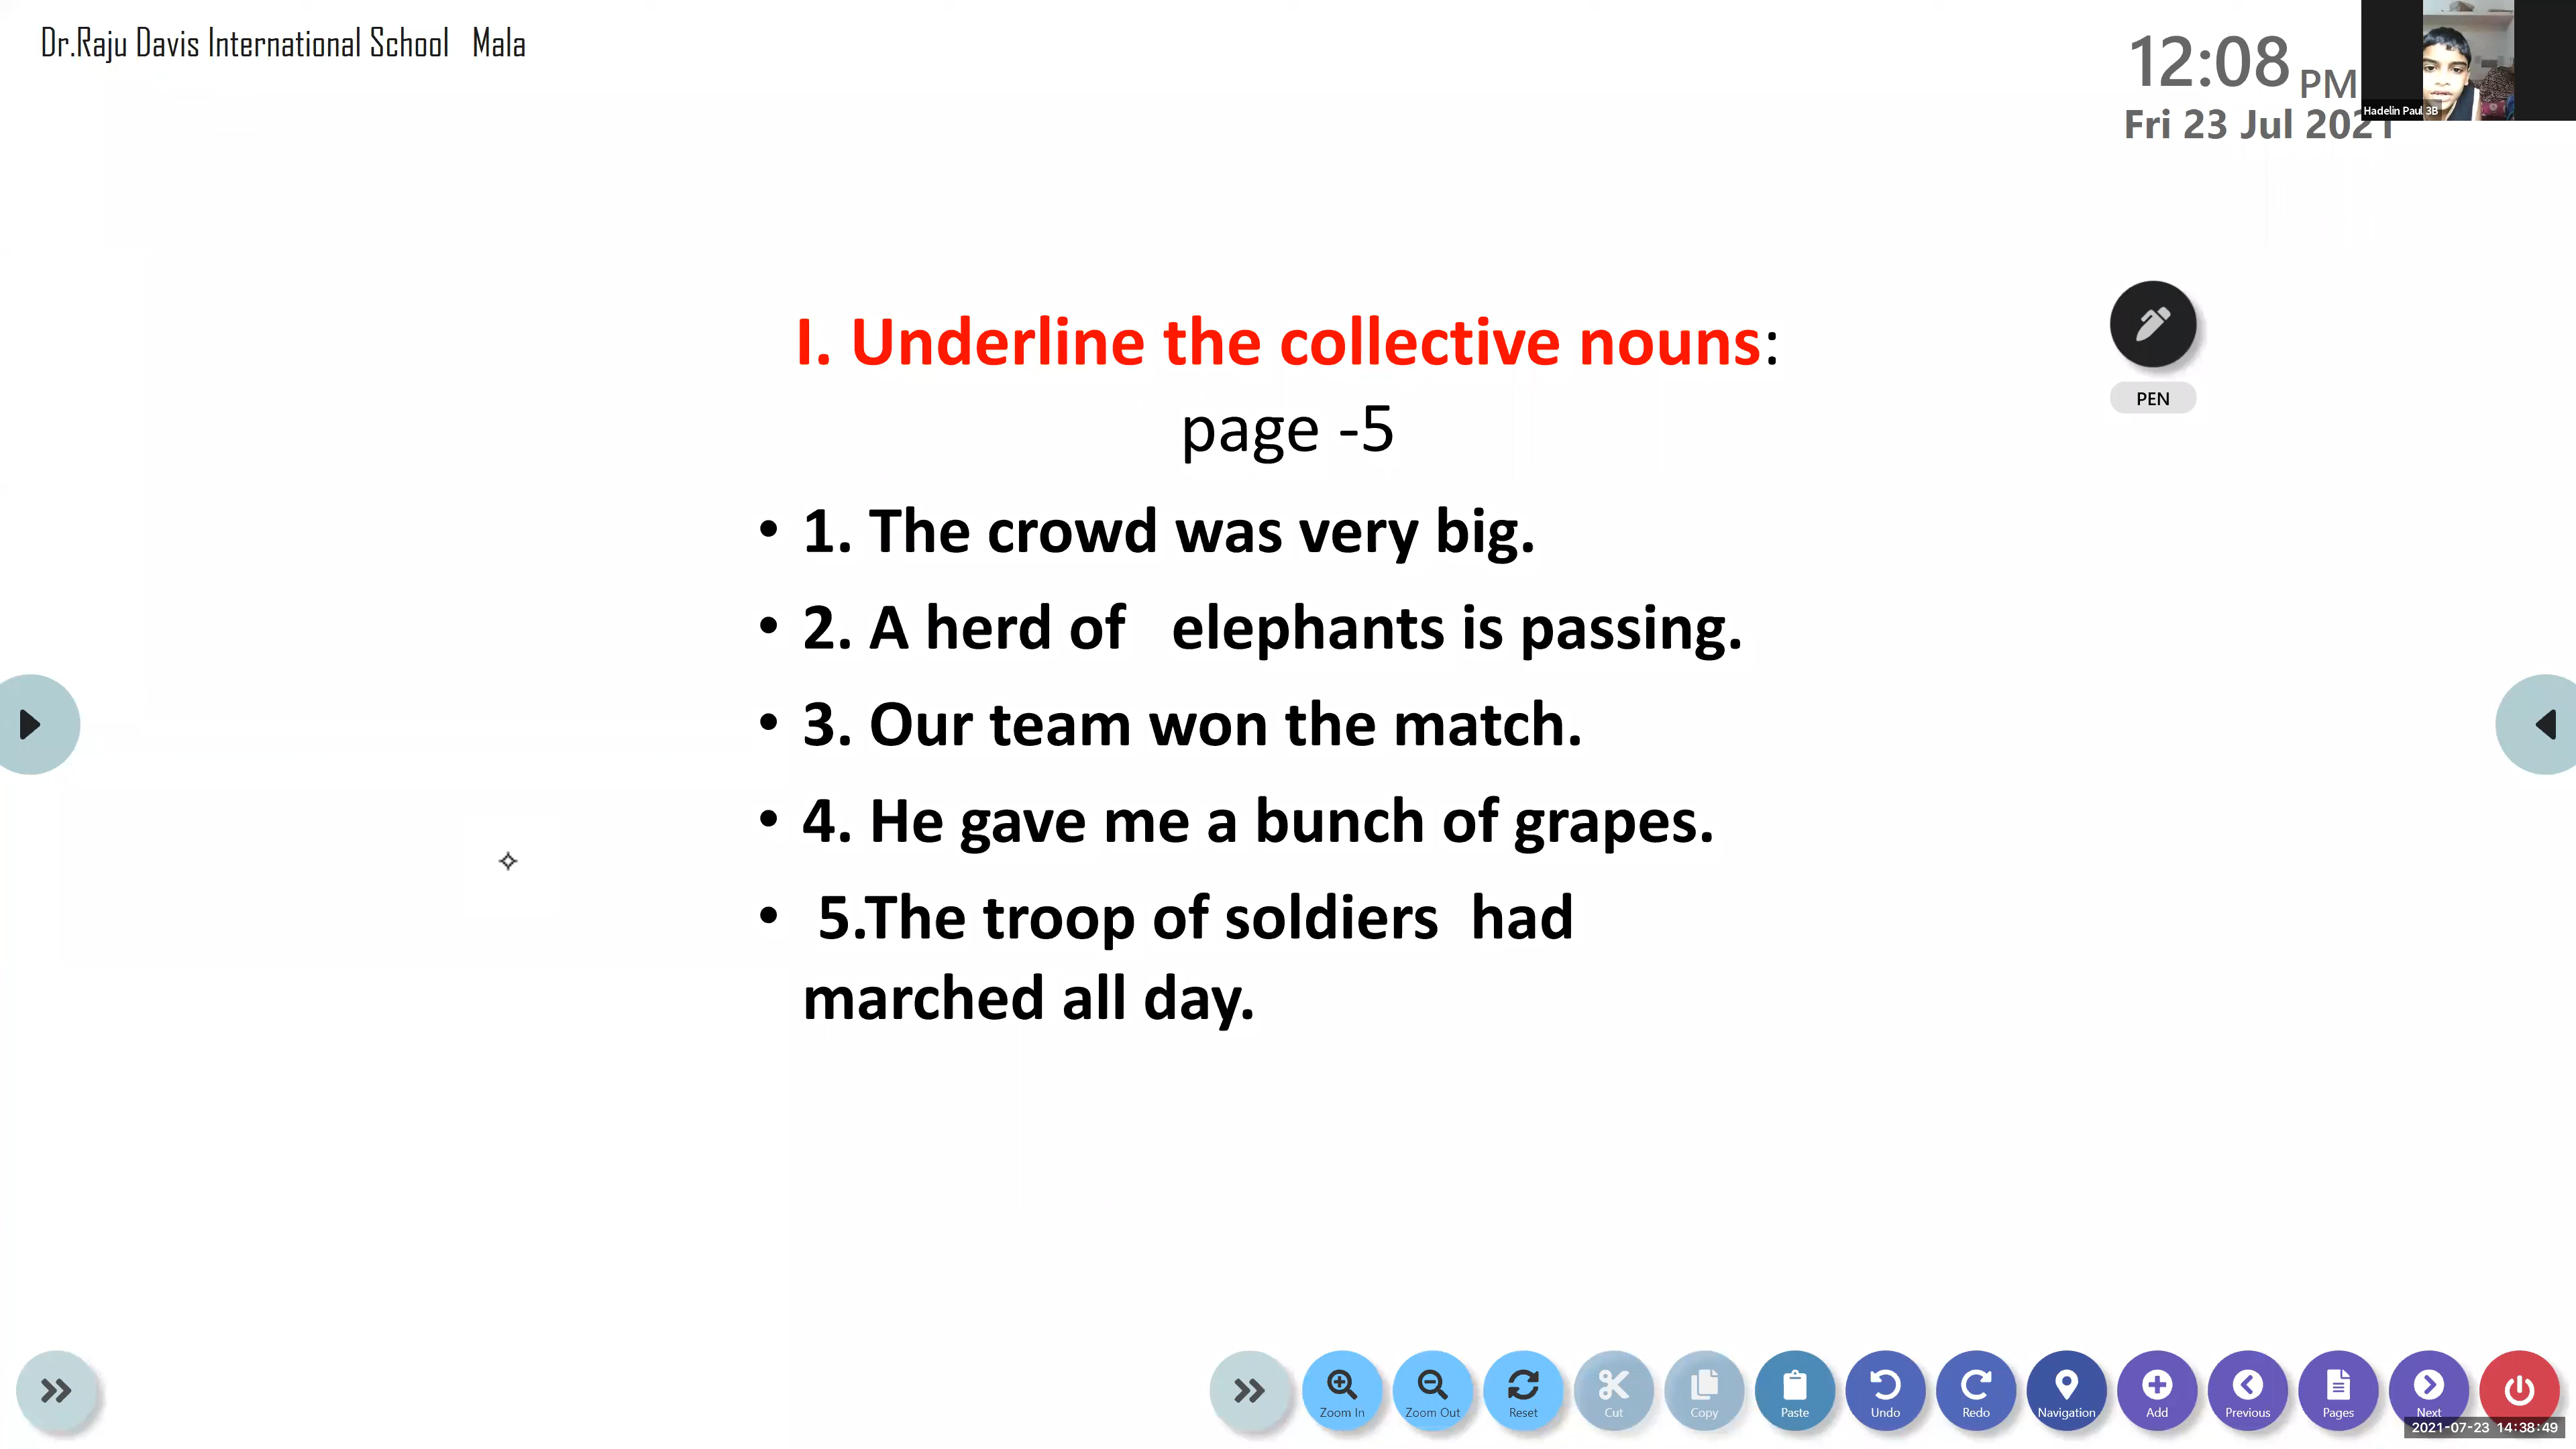 Dr.Raju Davis International School Mala
12:08 PM
Hadelin Paul 3B
Fri 23 Jul 2021
I. Underline the collective nouns:
page -5
PEN
• 1. The crowd was very big.
• 2. A herd of elephants is passing.
• 3. Our team won the match.
• 4. He gave me a bunch of grapes.
• 5.The troop of soldiers had
marched all day.
Zoom In Zoom Out Reset Cut Copy Paste Undo Redo Navigation Add Previous Pages Next
2021-07-23 14:38:49